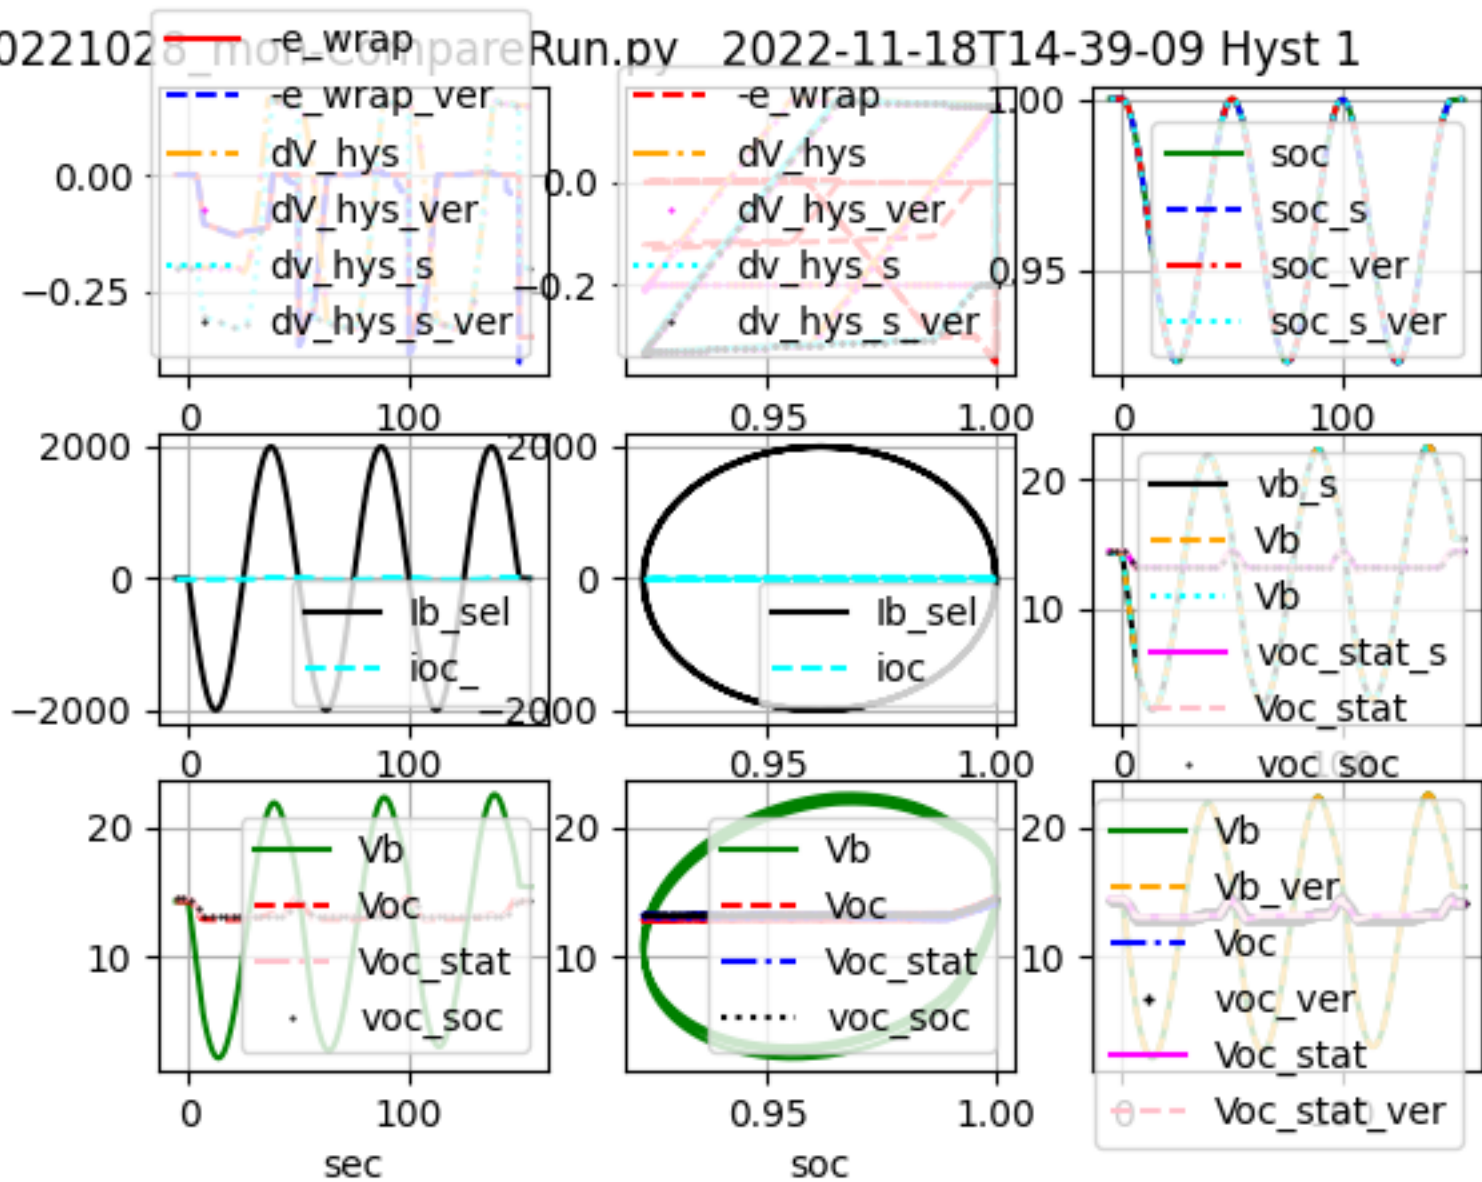 0221028_mon-CompareRun.py 2022-11-18T14-39-09 Hyst 1
-e_wrap
-e_wrap_ver
dV_hys
dV_hys_ver
dv_hys_s
dv_hys_s_ver
0.00
−0.25
0 100
-e_wrap
dV_hys
dV_hys_ver
dv_hys_s
dv_hys_s_ver
0.0
−0.2
0.95 1.00
soc
soc_s
soc_ver
soc_s_ver
1.00
0.95
0 100
2000
0
−2000
Ib_sel
ioc_
0 100
2000
0
−2000
Ib_sel
ioc
0.95 1.00
20
10
vb_s
Vb
Vb
voc_stat_s
Voc_stat
voc_soc
0 100
20
10
Vb
Voc
Voc_stat
voc_soc
0 100
sec
20
10
Vb
Voc
Voc_stat
voc_soc
0.95 1.00
soc
20
10
Vb
Vb_ver
Voc
voc_ver
Voc_stat
Voc_stat_ver
0 100